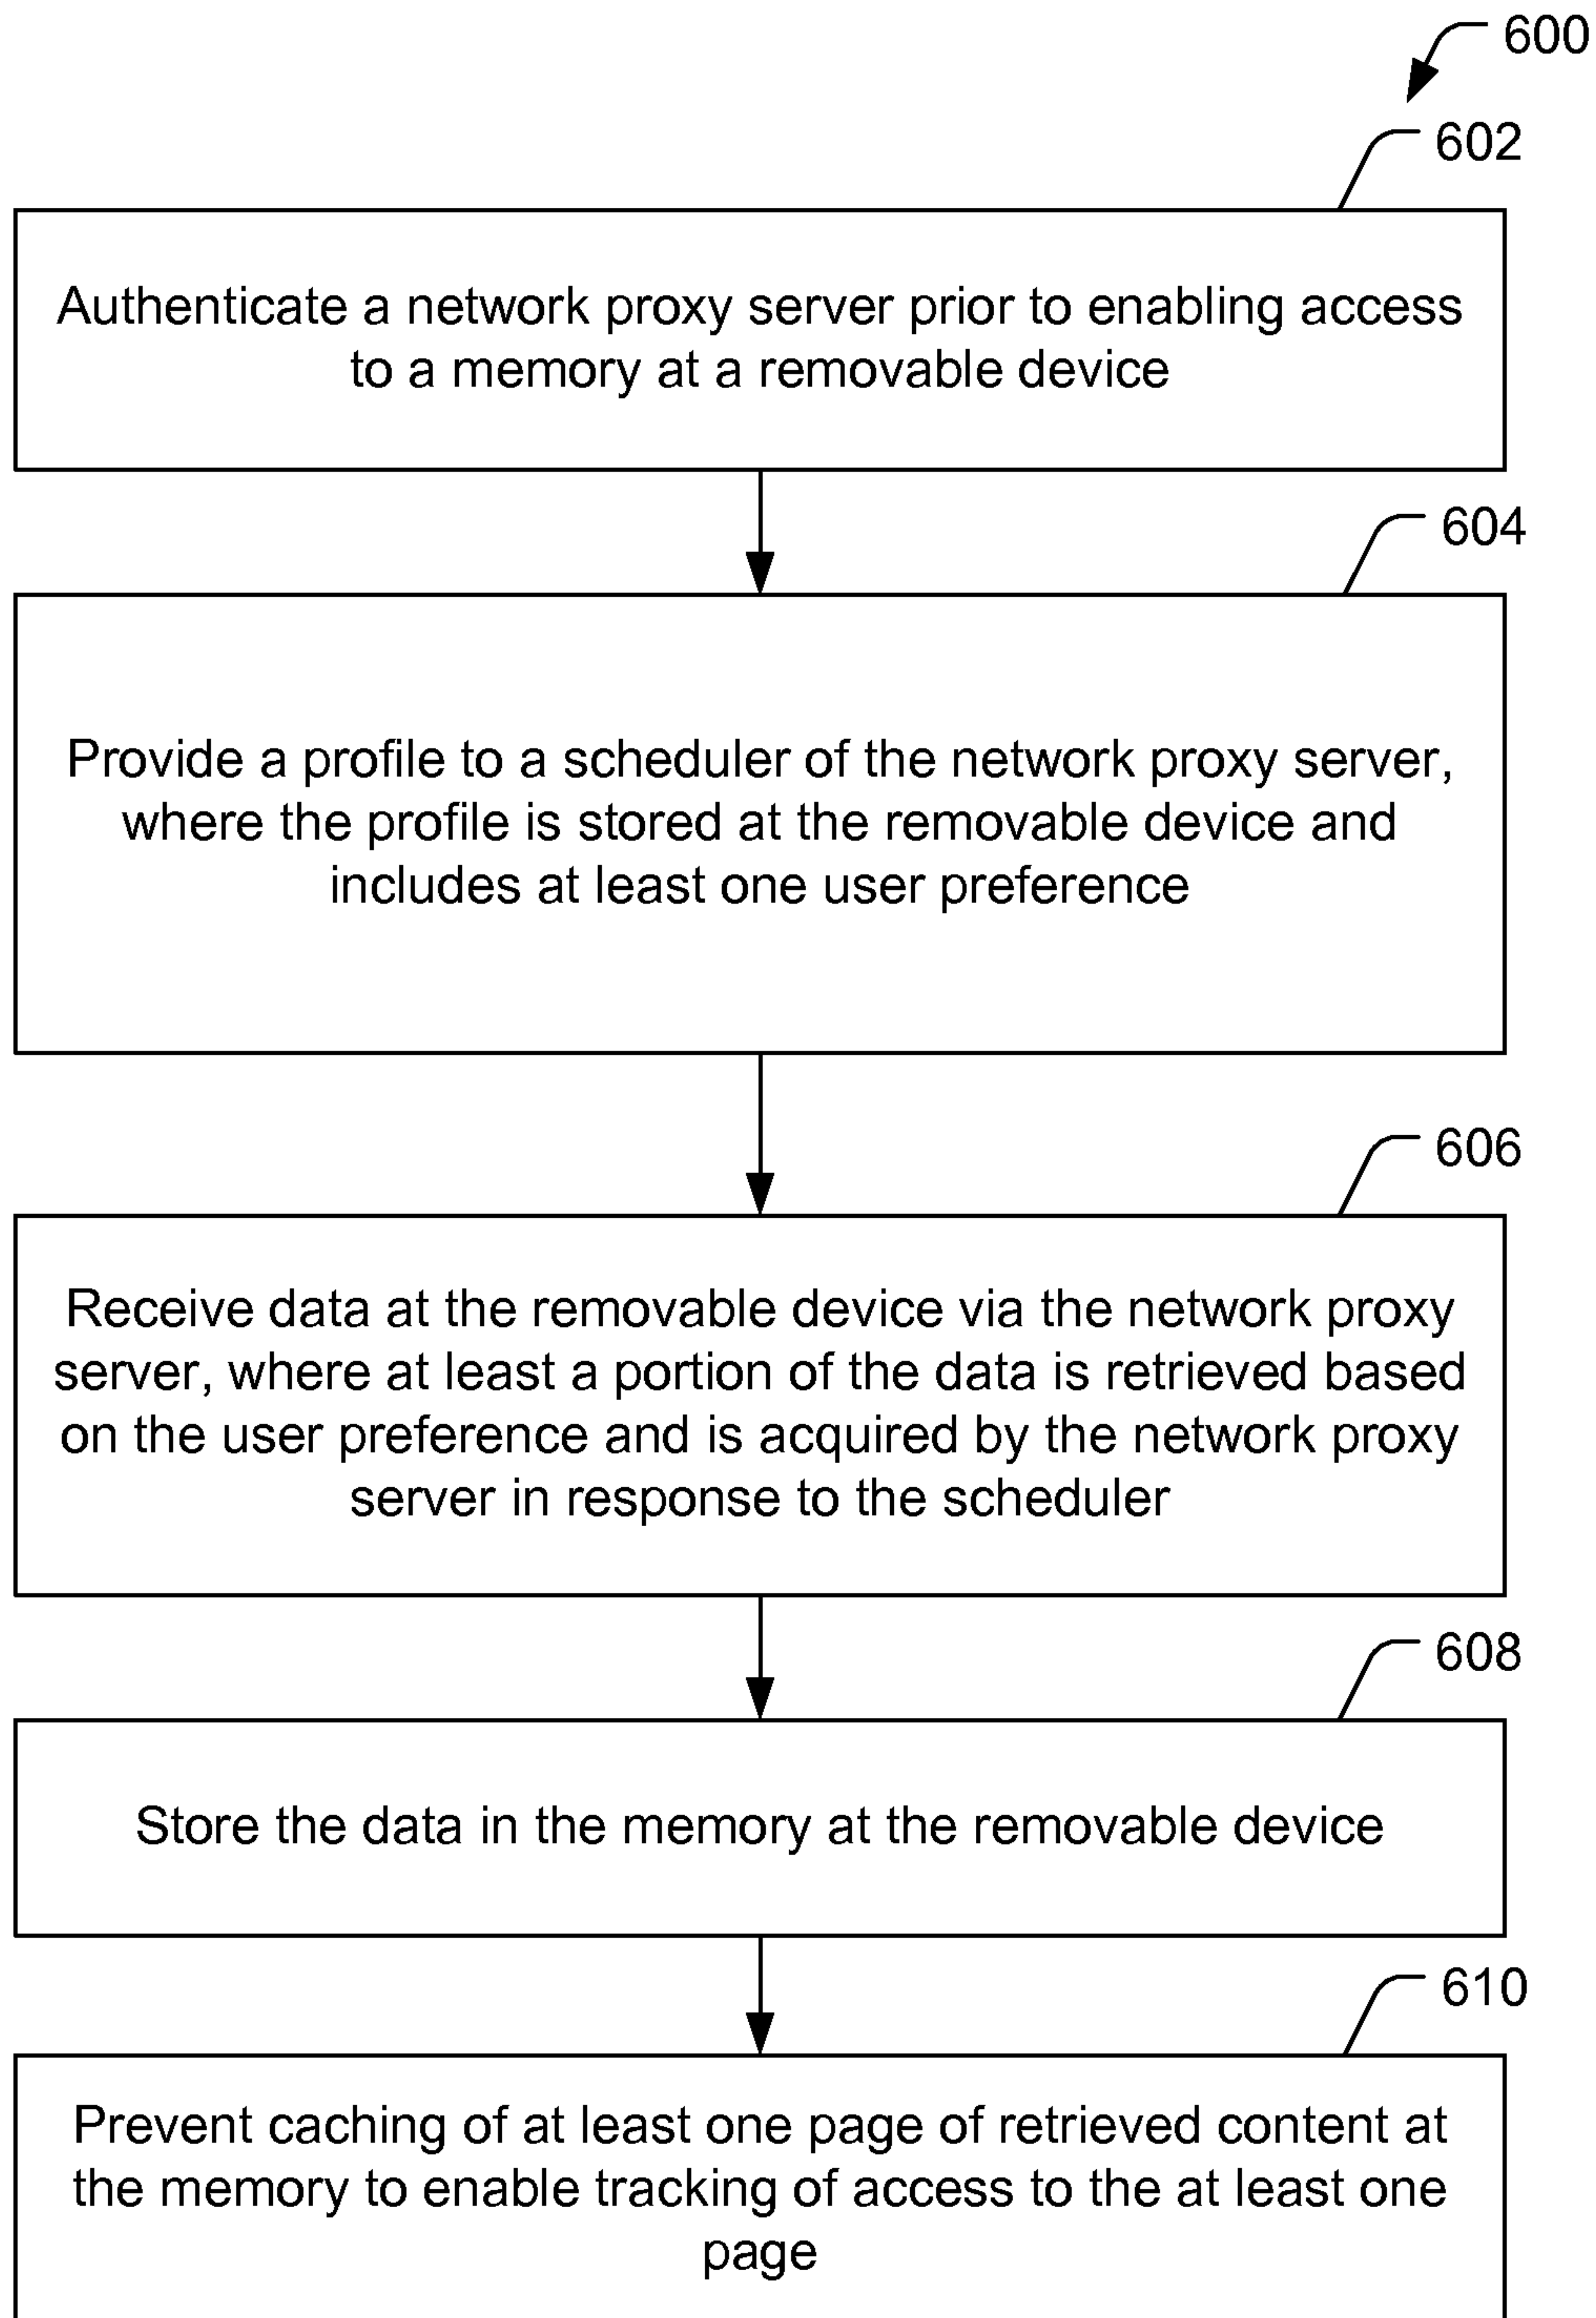 600
602
Authenticate a network proxy server prior to enabling access
to a memory at a removable device
604
Provide a profile to a scheduler of the network proxy server,
where the profile is stored at the removable device and
includes at least one user preference
606
Receive data at the removable device via the network proxy
server, where at least a portion of the data is retrieved based
on the user preference and is acquired by the network proxy
server in response to the scheduler
608
Store the data in the memory at the removable device
610
Prevent caching of at least one page of retrieved content at
the memory to enable tracking of access to the at least one
page